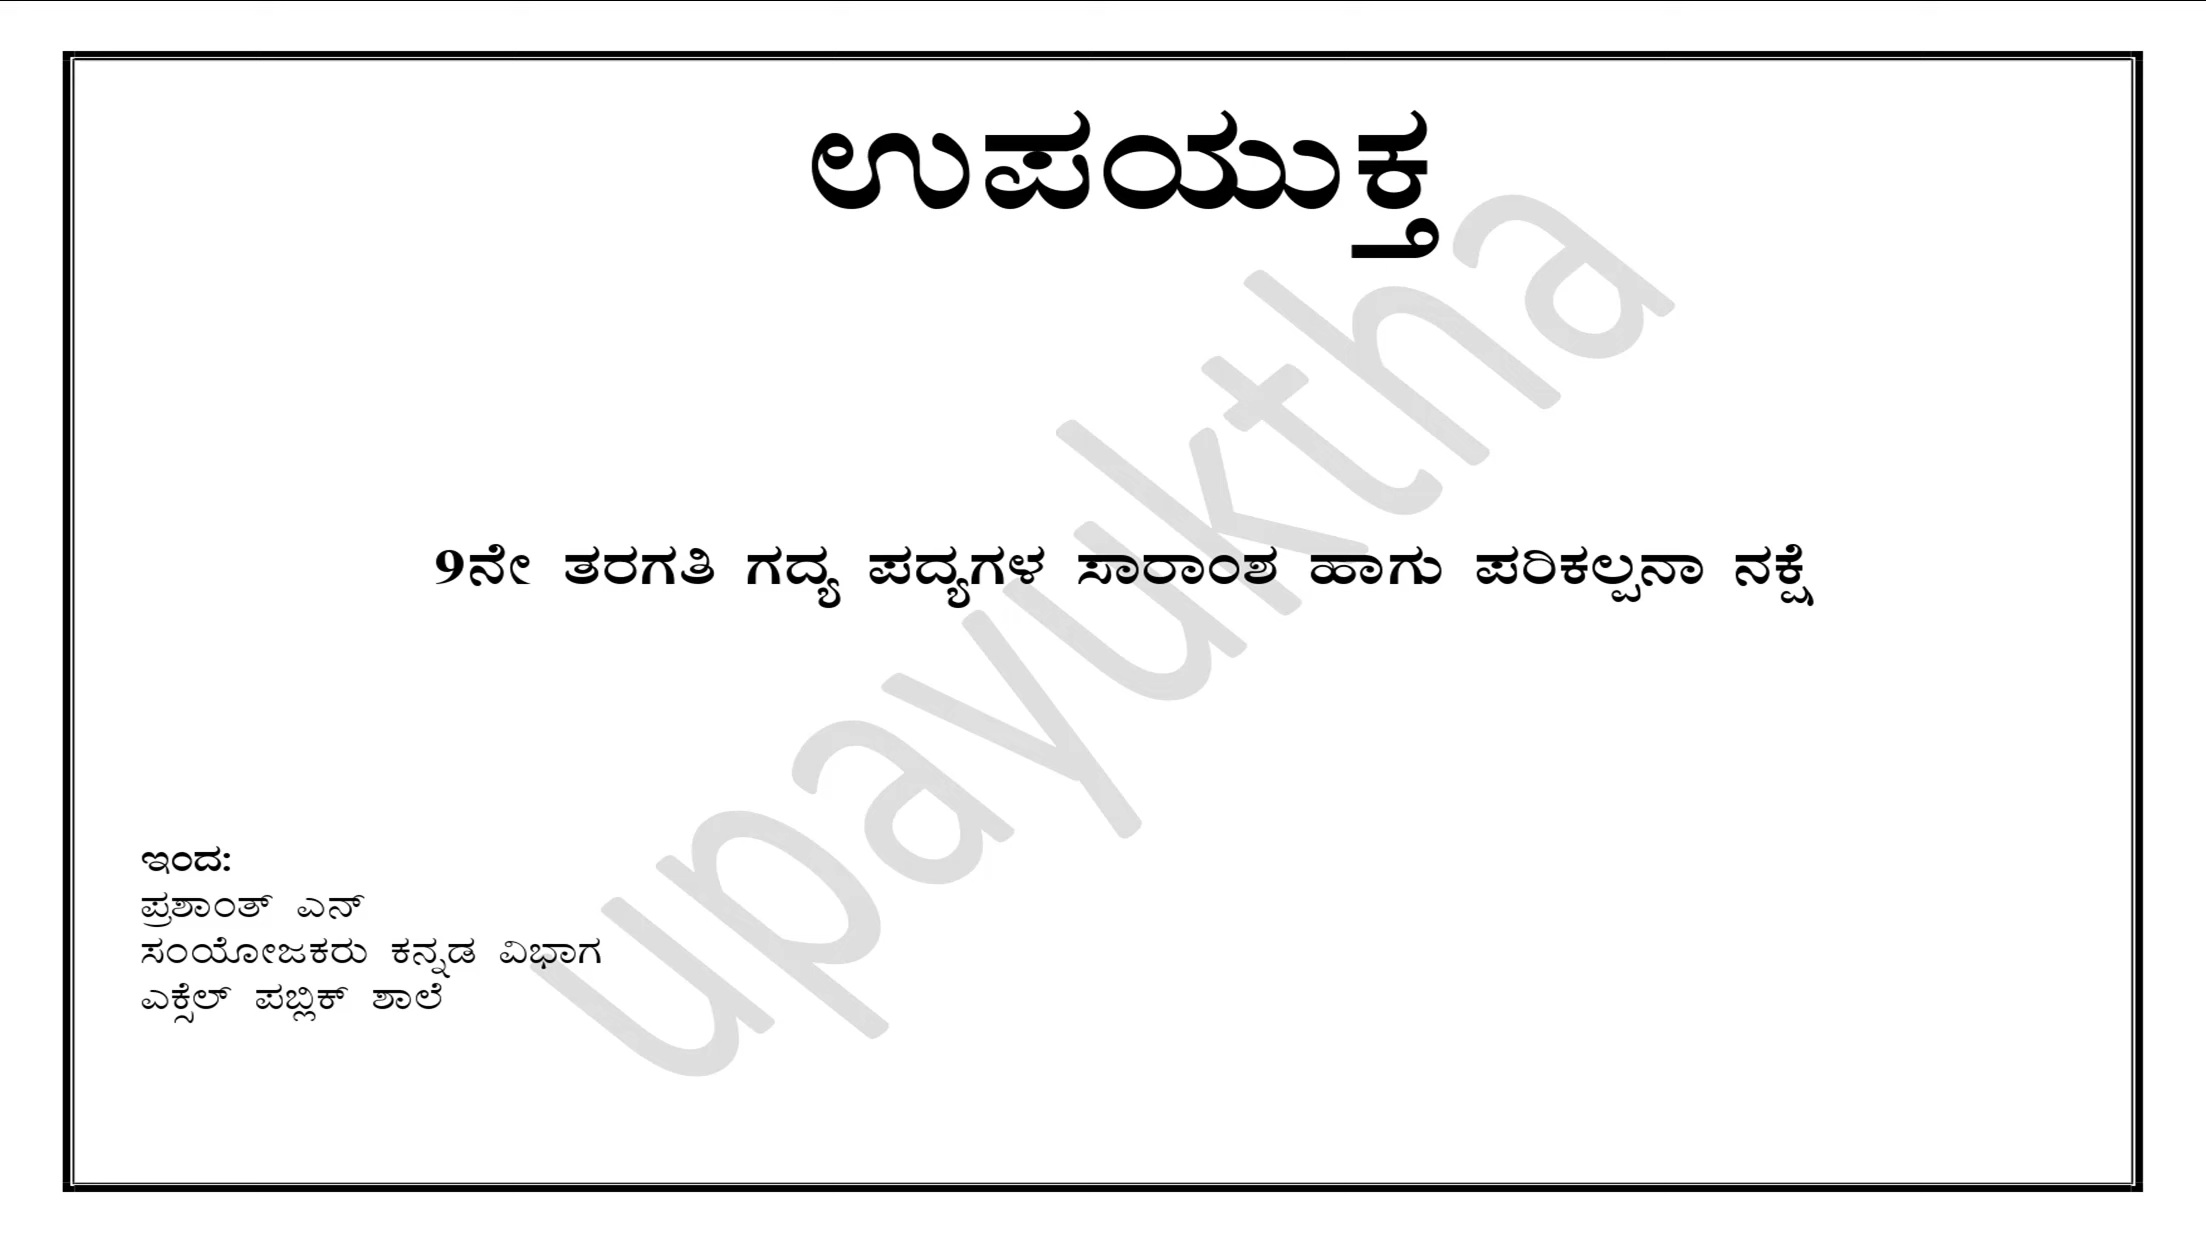 ಉಪಯುಕ್ತ
9ನೇ ತರಗತಿ ಗದ್ಯ ಪದ್ಯಗಳ ಸಾರಾಂಶ ಹಾಗು ಪರಿಕಲ್ಪನಾ ನಕ್ಷೆ
upayuktha
ಇಂದ:
ಪ್ರಶಾಂತ್ ಎನ್
ಸಂಯೋಜಕರು ಕನ್ನಡ ವಿಭಾಗ
ಎಕ್ಸೆಲ್ ಪಬ್ಲಿಕ್ ಶಾಲೆ